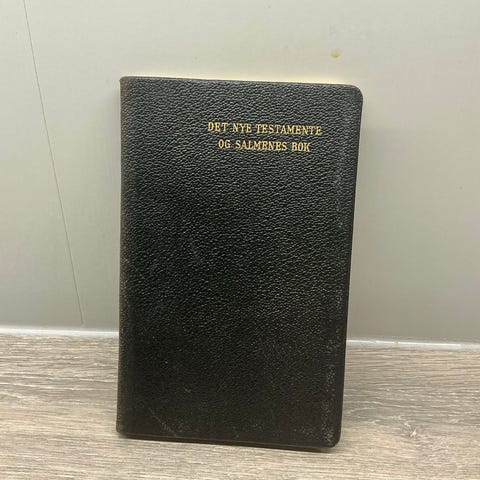 DET NYE TESTAMENTE
OG SALMENES BOK